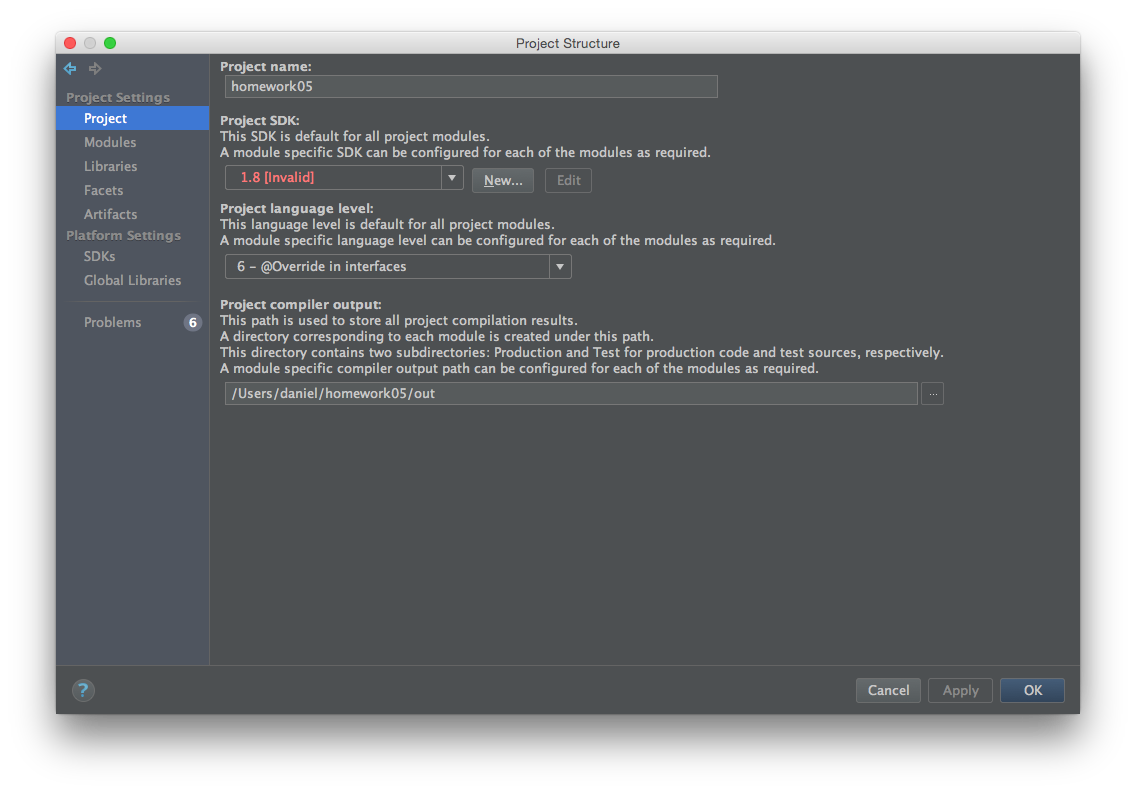 Project Structure
Project Settings
Project
Modules
Libraries
Facets
Artifacts
Platform Settings
SDKs
Global Libraries
Problems 6
Project name:
homework05
Project SDK:
This SDK is default for all project modules.
A module specific SDK can be configured for each of the modules as required.
1.8 [Invalid] New... Edit
Project language level:
This language level is default for all project modules.
A module specific language level can be configured for each of the modules as required.
6 – @Override in interfaces
Project compiler output:
This path is used to store all project compilation results.
A directory corresponding to each module is created under this path.
This directory contains two subdirectories: Production and Test for production code and test sources, respectively.
A module specific compiler output path can be configured for each of the modules as required.
/Users/daniel/homework05/out ...
? Cancel Apply OK